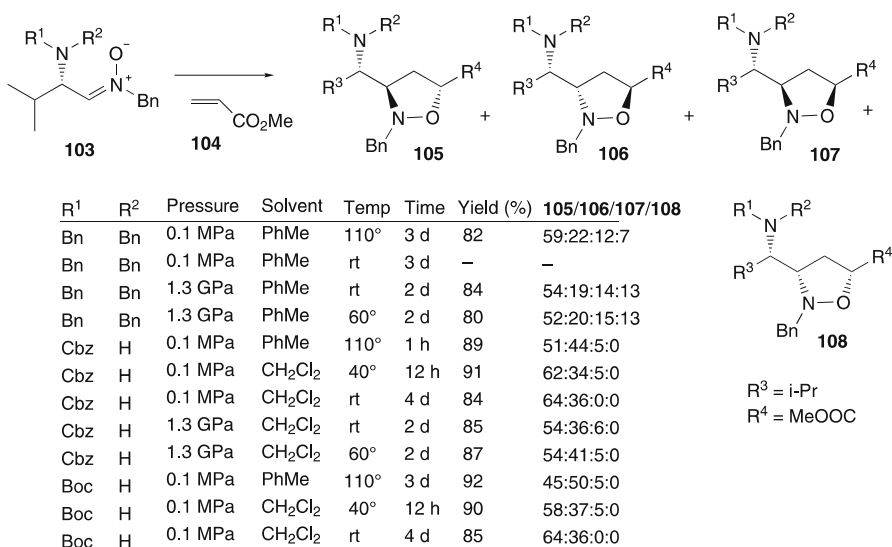 R¹ R² N O⁻ N⁺ Bn
103
CO₂Me
104
R¹ R² N R³ R⁴ N O Bn
105
+
R¹ R² N R³ R⁴ N O Bn
106
+
R¹ R² N R³ R⁴ N O Bn
107
+
R¹ R² Pressure Solvent Temp Time Yield (%) 105/106/107/108
Bn Bn 0.1 MPa PhMe 110° 3 d 82 59:22:12:7
Bn Bn 0.1 MPa PhMe rt 3 d – –
Bn Bn 1.3 GPa PhMe rt 2 d 84 54:19:14:13
Bn Bn 1.3 GPa PhMe 60° 2 d 80 52:20:15:13
Cbz H 0.1 MPa PhMe 110° 1 h 89 51:44:5:0
Cbz H 0.1 MPa CH₂Cl₂ 40° 12 h 91 62:34:5:0
Cbz H 0.1 MPa CH₂Cl₂ rt 4 d 84 64:36:0:0
Cbz H 1.3 GPa CH₂Cl₂ rt 2 d 85 54:36:6:0
Cbz H 1.3 GPa CH₂Cl₂ 60° 2 d 87 54:41:5:0
Boc H 0.1 MPa PhMe 110° 3 d 92 45:50:5:0
Boc H 0.1 MPa CH₂Cl₂ 40° 12 h 90 58:37:5:0
Boc H 0.1 MPa CH₂Cl₂ rt 4 d 85 64:36:0:0
R¹ R² N R³ R⁴ N O Bn
108
R³ = i-Pr
R⁴ = MeOOC